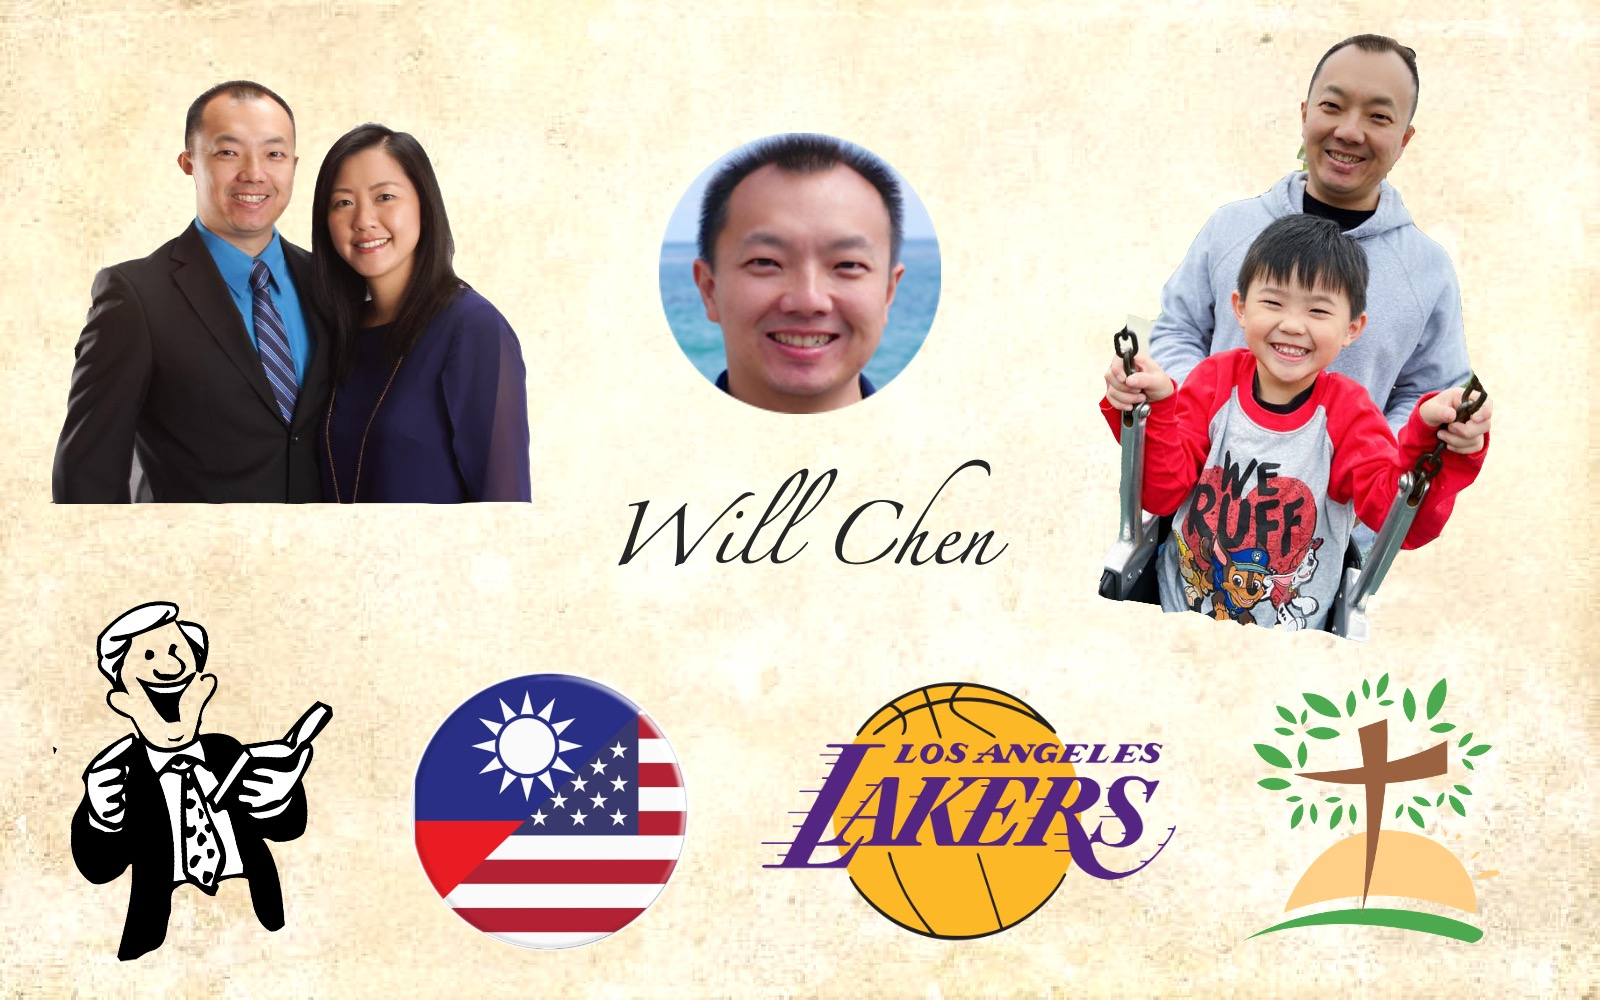 Will Chen
WE
RUFF
LOS ANGELES
LAKERS